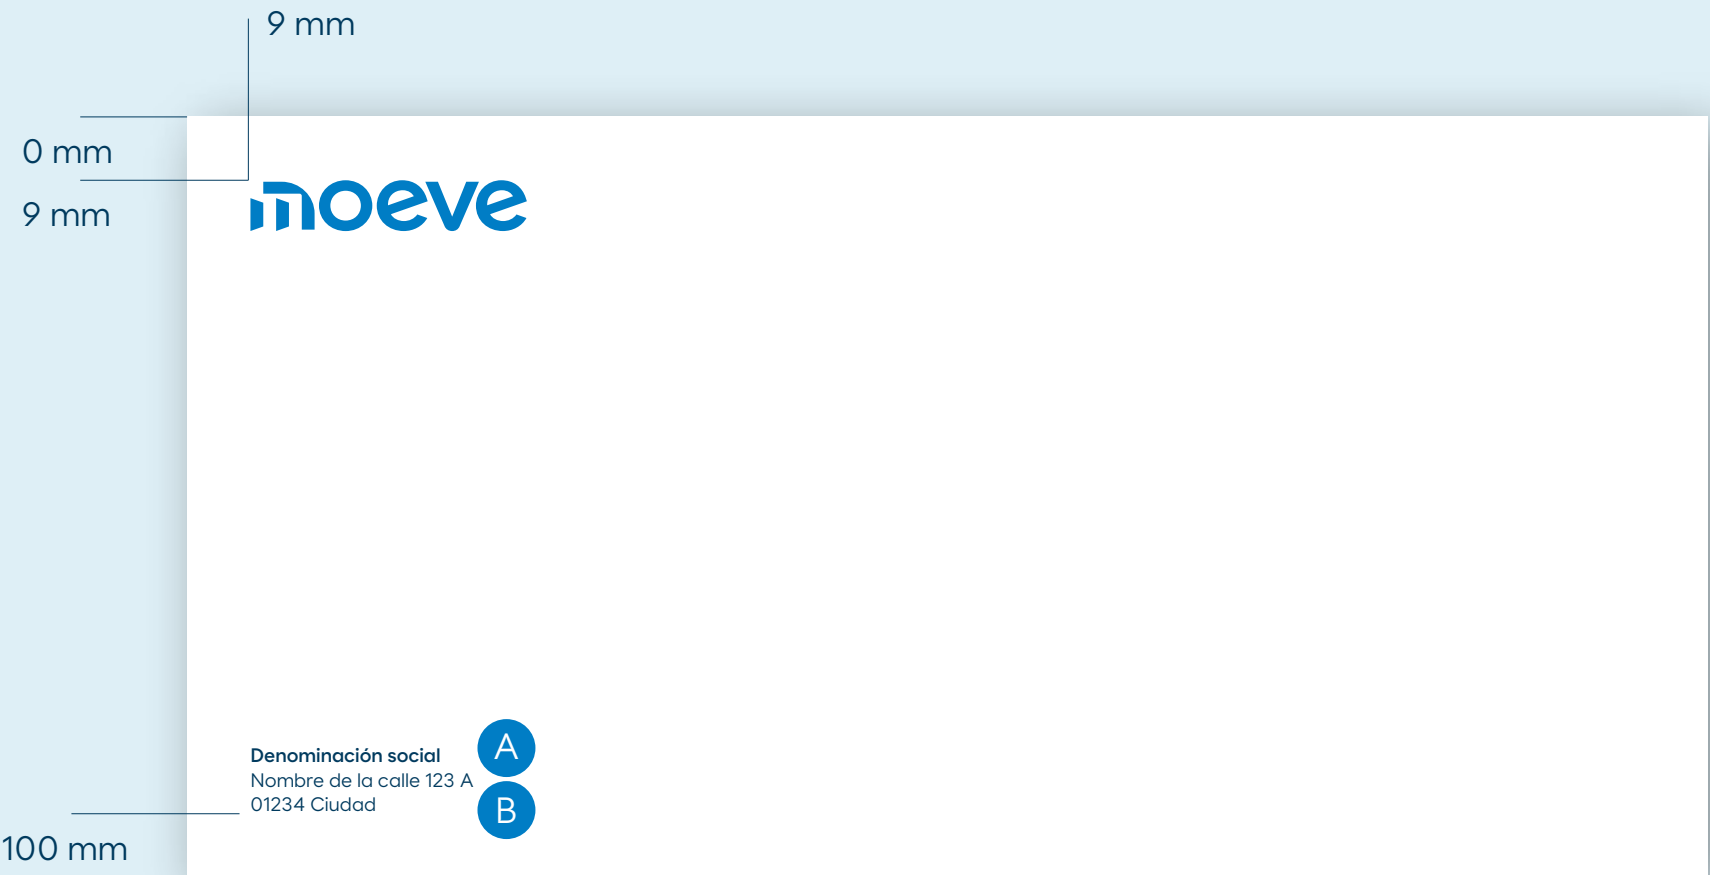 9 mm
0 mm
9 mm
moeve
Denominación social
A
Nombre de la calle 123 A
01234 Ciudad
B
100 mm